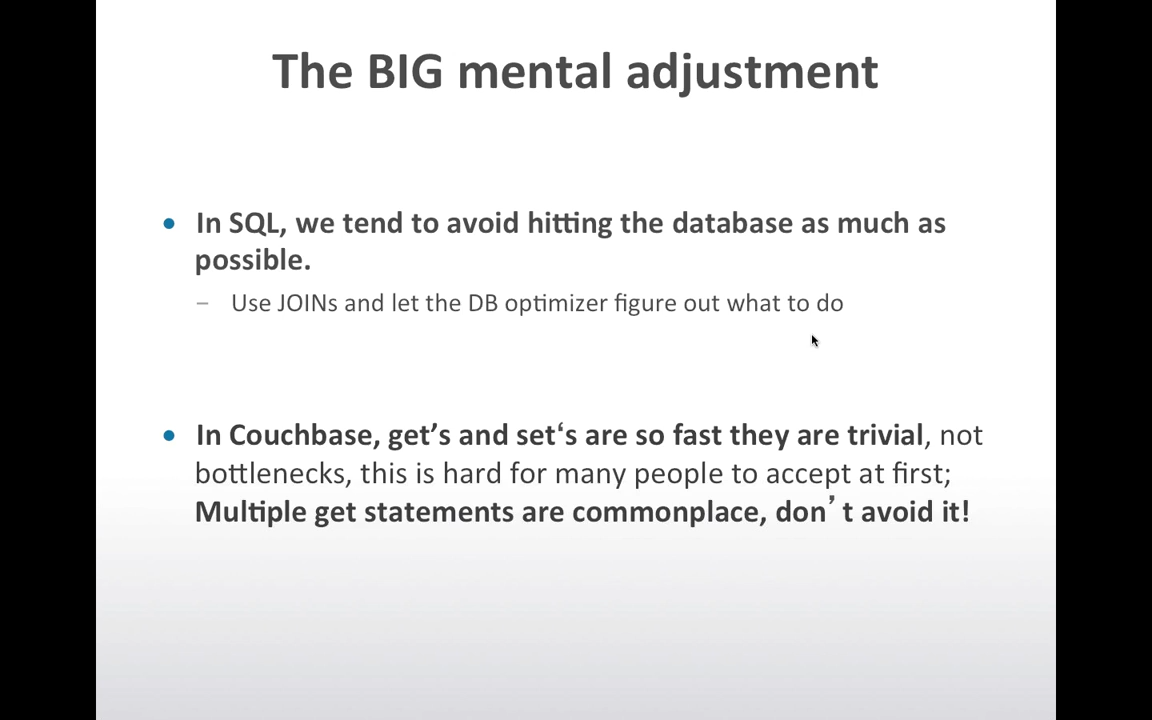 The BIG mental adjustment
• In SQL, we tend to avoid hitting the database as much as
possible.
– Use JOINs and let the DB optimizer figure out what to do
• In Couchbase, get’s and set‘s are so fast they are trivial, not
bottlenecks, this is hard for many people to accept at first;
Multiple get statements are commonplace, don’t avoid it!